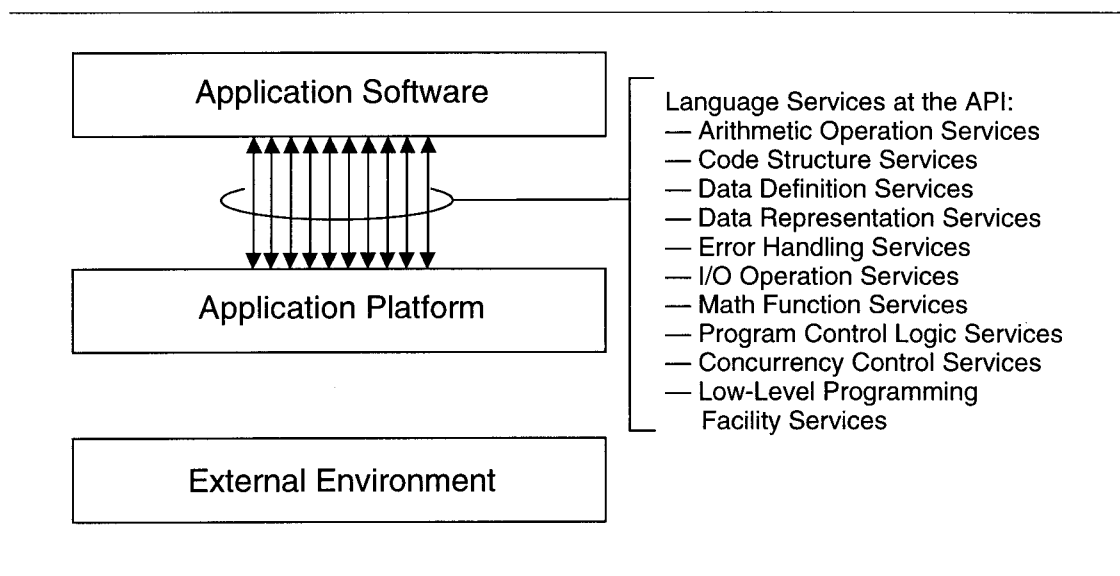 Application Software
Application Platform
External Environment
Language Services at the API:
— Arithmetic Operation Services
— Code Structure Services
— Data Definition Services
— Data Representation Services
— Error Handling Services
— I/O Operation Services
— Math Function Services
— Program Control Logic Services
— Concurrency Control Services
— Low-Level Programming
Facility Services